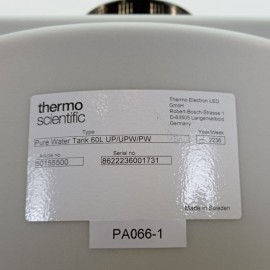 thermo
scientific
Thermo Electron LED
GmbH
Robert-Bosch-Strasse 1
D-63505 Langenselbold
Germany
Type
Pure Water Tank 60L UP/UPW/PW
Year/Week
2236
Article no
50155500
Serial no
8622236001731
Made in Sweden
PA066-1